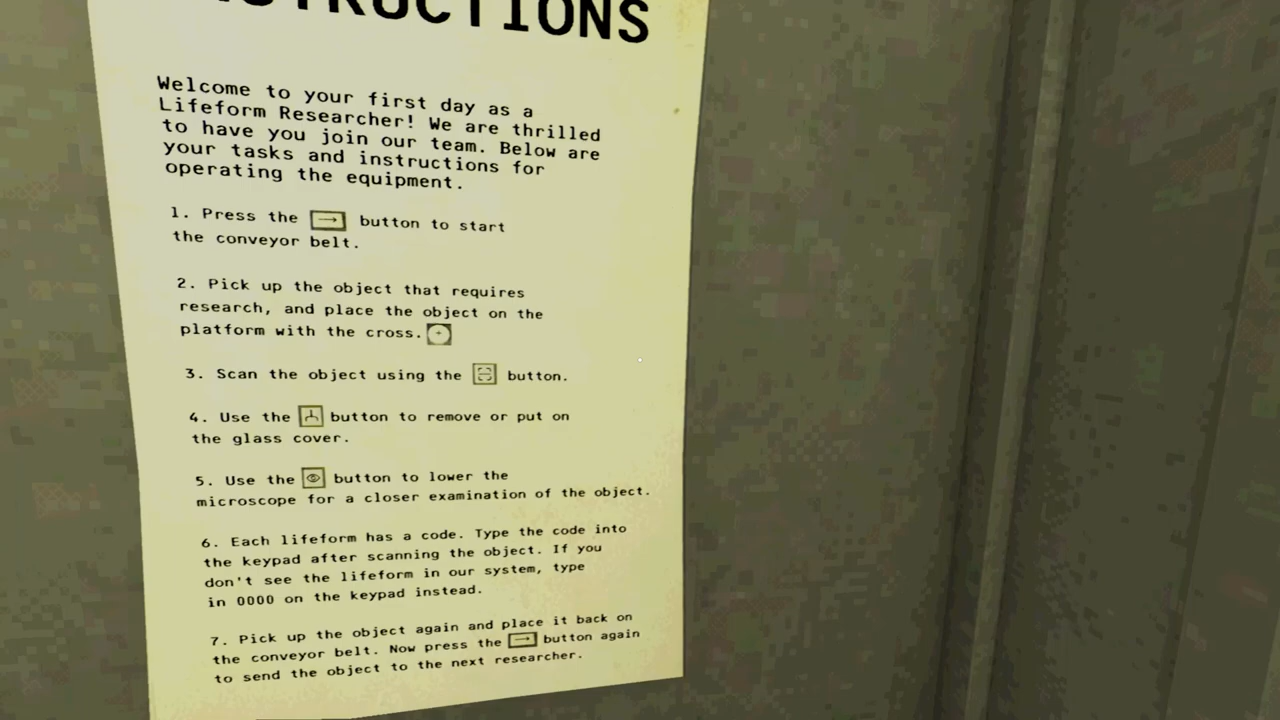 INSTRUCTIONS
Welcome to your first day as a
Lifeform Researcher! We are thrilled
to have you join our team. Below are
your tasks and instructions for
operating the equipment.
1. Press the → button to start
the conveyor belt.
2. Pick up the object that requires
research, and place the object on the
platform with the cross.
3. Scan the object using the button.
4. Use the button to remove or put on
the glass cover.
5. Use the button to lower the
microscope for a closer examination of the object.
6. Each lifeform has a code. Type the code into
the keypad after scanning the object. If you
don't see the lifeform in our system, type
in 0000 on the keypad instead.
7. Pick up the object again and place it back on
the conveyor belt. Now press the → button again
to send the object to the next researcher.